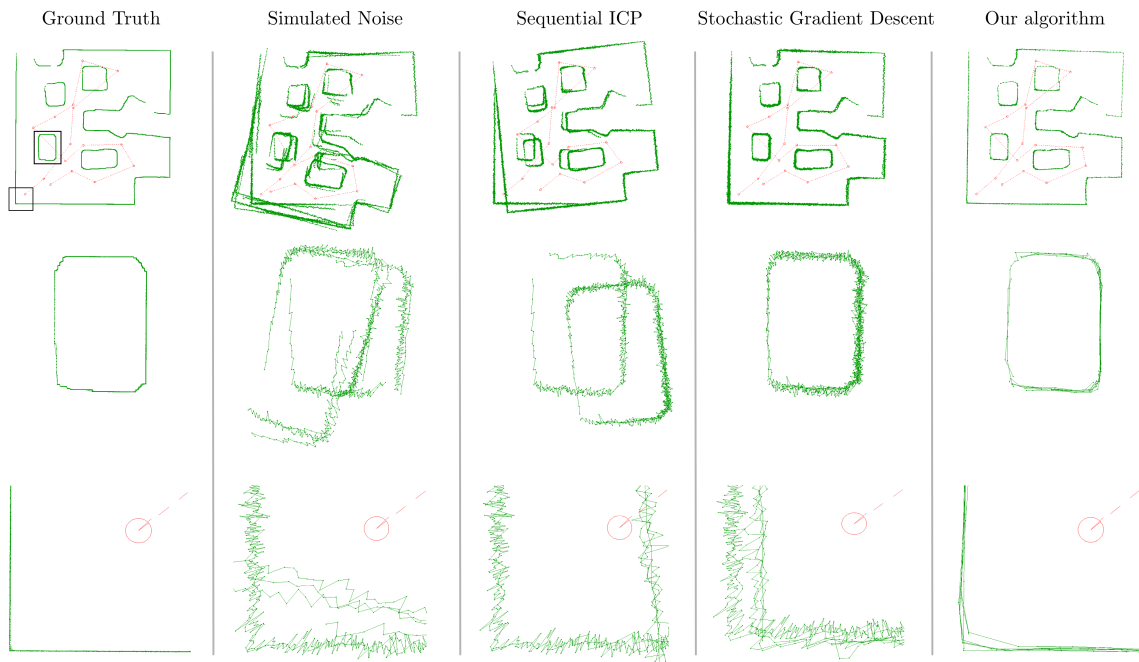 Ground Truth
Simulated Noise
Sequential ICP
Stochastic Gradient Descent
Our algorithm